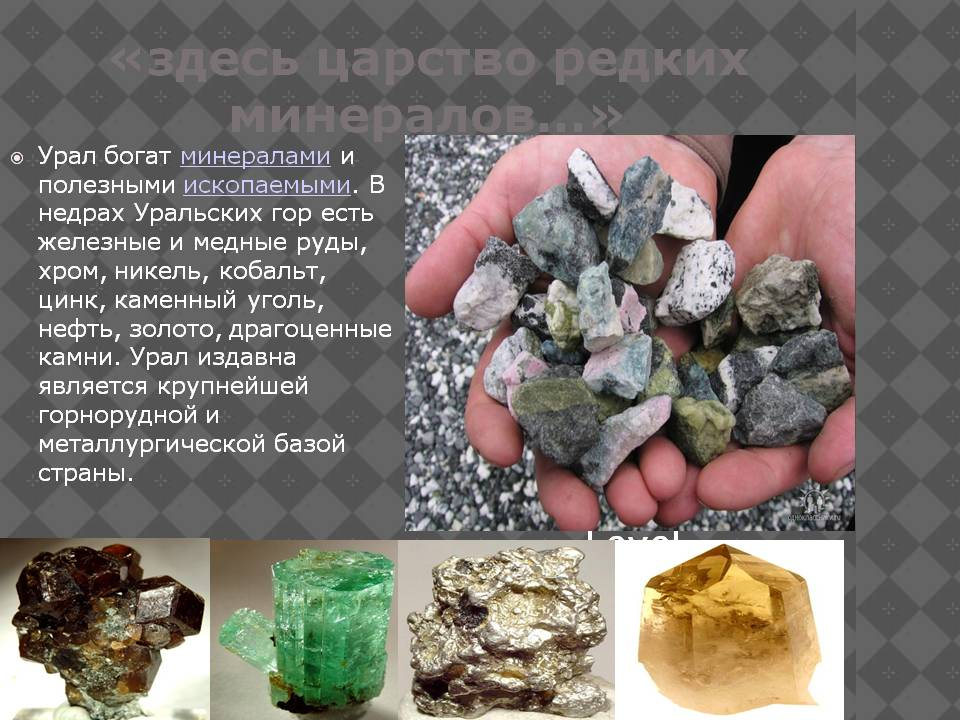 «здесь царство редких
минералов...»
Урал богат минералами и
полезными ископаемыми. В
недрах Уральских гор есть
железные и медные руды,
хром, никель, кобальт,
цинк, каменный уголь,
нефть, золото, драгоценные
камни. Урал издавна
является крупнейшей
горнорудной и
металлургической базой
страны.